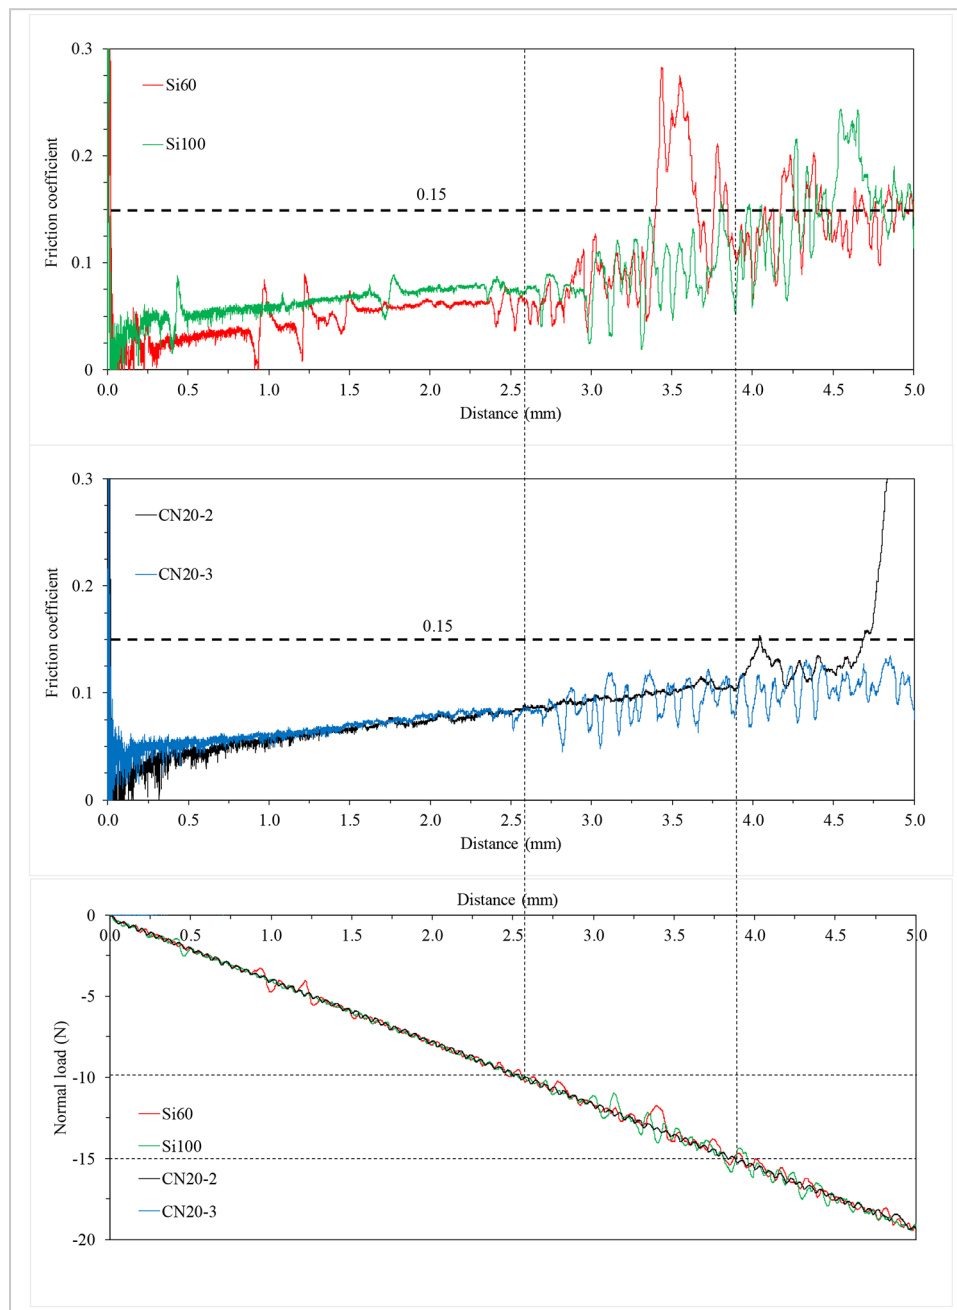 0.3
Si60
Si100
0.2
0.15
0.1
0
Friction coefficient
0.0 0.5 1.0 1.5 2.0 2.5 3.0 3.5 4.0 4.5 5.0
Distance (mm)
0.3
CN20-2
CN20-3
0.2
0.15
0.1
0
Friction coefficient
0.0 0.5 1.0 1.5 2.0 2.5 3.0 3.5 4.0 4.5 5.0
Distance (mm)
Distance (mm)
0
0.0 0.5 1.0 1.5 2.0 2.5 3.0 3.5 4.0 4.5 5.0
-5
-10
Normal load (N)
Si60
Si100
-15
CN20-2
CN20-3
-20